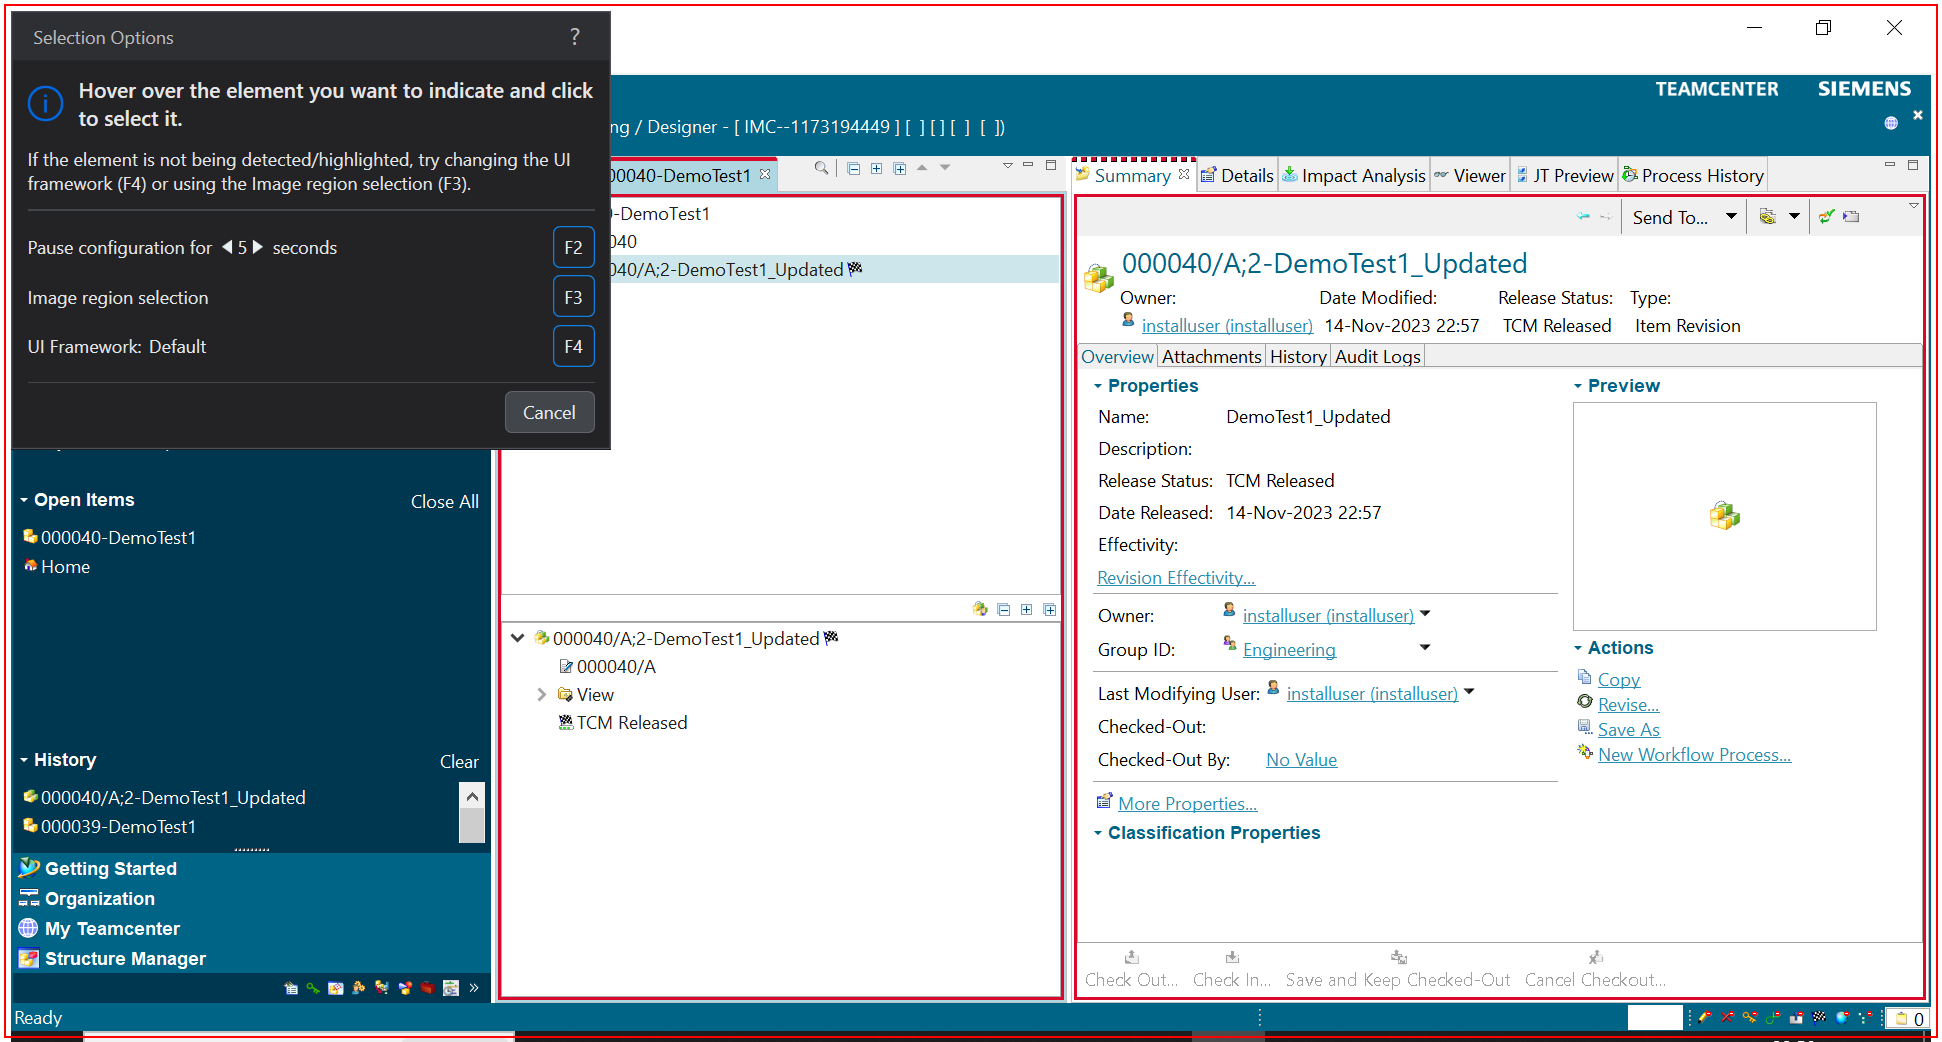 Selection Options
?
Hover over the element you want to indicate and click
to select it.
If the element is not being detected/highlighted, try changing the UI
framework (F4) or using the Image region selection (F3).
Pause configuration for 5 seconds
F2
Image region selection
F3
UI Framework: Default
F4
Cancel
TEAMCENTER SIEMENS
ng / Designer - [ IMC--1173194449 ] [ ] [ ] [ ] [ ])
Open Items
Close All
000040-DemoTest1
Home
History
Clear
000040/A;2-DemoTest1_Updated
000039-DemoTest1
Getting Started
Organization
My Teamcenter
Structure Manager
»
Ready
000040-DemoTest1
-DemoTest1
040
040/A;2-DemoTest1_Updated
000040/A;2-DemoTest1_Updated
000040/A
View
TCM Released
Summary Details Impact Analysis Viewer JT Preview Process History
Send To...
000040/A;2-DemoTest1_Updated
Owner: Date Modified: Release Status: Type:
installuser (installuser) 14-Nov-2023 22:57 TCM Released Item Revision
Overview Attachments History Audit Logs
Properties
Name: DemoTest1_Updated
Description:
Release Status: TCM Released
Date Released: 14-Nov-2023 22:57
Effectivity:
Revision Effectivity...
Owner: installuser (installuser)
Group ID: Engineering
Last Modifying User: installuser (installuser)
Checked-Out:
Checked-Out By: No Value
More Properties...
Classification Properties
Preview
Actions
Copy
Revise...
Save As
New Workflow Process...
Check Out... Check In... Save and Keep Checked-Out Cancel Checkout...
0